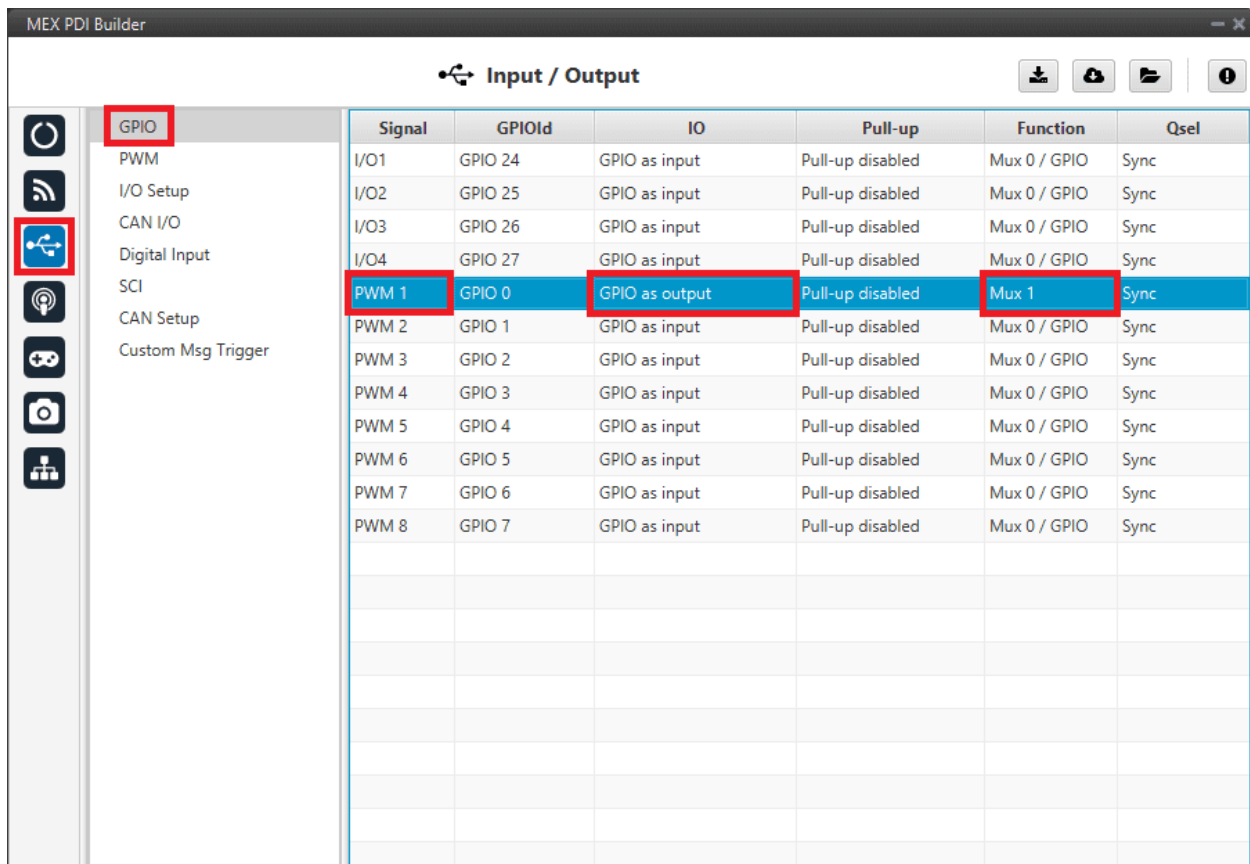 MEX PDI Builder
Input / Output
GPIO
PWM
I/O Setup
CAN I/O
Digital Input
SCI
CAN Setup
Custom Msg Trigger
Signal GPIOId IO Pull-up Function Qsel
I/O1 GPIO 24 GPIO as input Pull-up disabled Mux 0 / GPIO Sync
I/O2 GPIO 25 GPIO as input Pull-up disabled Mux 0 / GPIO Sync
I/O3 GPIO 26 GPIO as input Pull-up disabled Mux 0 / GPIO Sync
I/O4 GPIO 27 GPIO as input Pull-up disabled Mux 0 / GPIO Sync
PWM 1 GPIO 0 GPIO as output Pull-up disabled Mux 1 Sync
PWM 2 GPIO 1 GPIO as input Pull-up disabled Mux 0 / GPIO Sync
PWM 3 GPIO 2 GPIO as input Pull-up disabled Mux 0 / GPIO Sync
PWM 4 GPIO 3 GPIO as input Pull-up disabled Mux 0 / GPIO Sync
PWM 5 GPIO 4 GPIO as input Pull-up disabled Mux 0 / GPIO Sync
PWM 6 GPIO 5 GPIO as input Pull-up disabled Mux 0 / GPIO Sync
PWM 7 GPIO 6 GPIO as input Pull-up disabled Mux 0 / GPIO Sync
PWM 8 GPIO 7 GPIO as input Pull-up disabled Mux 0 / GPIO Sync